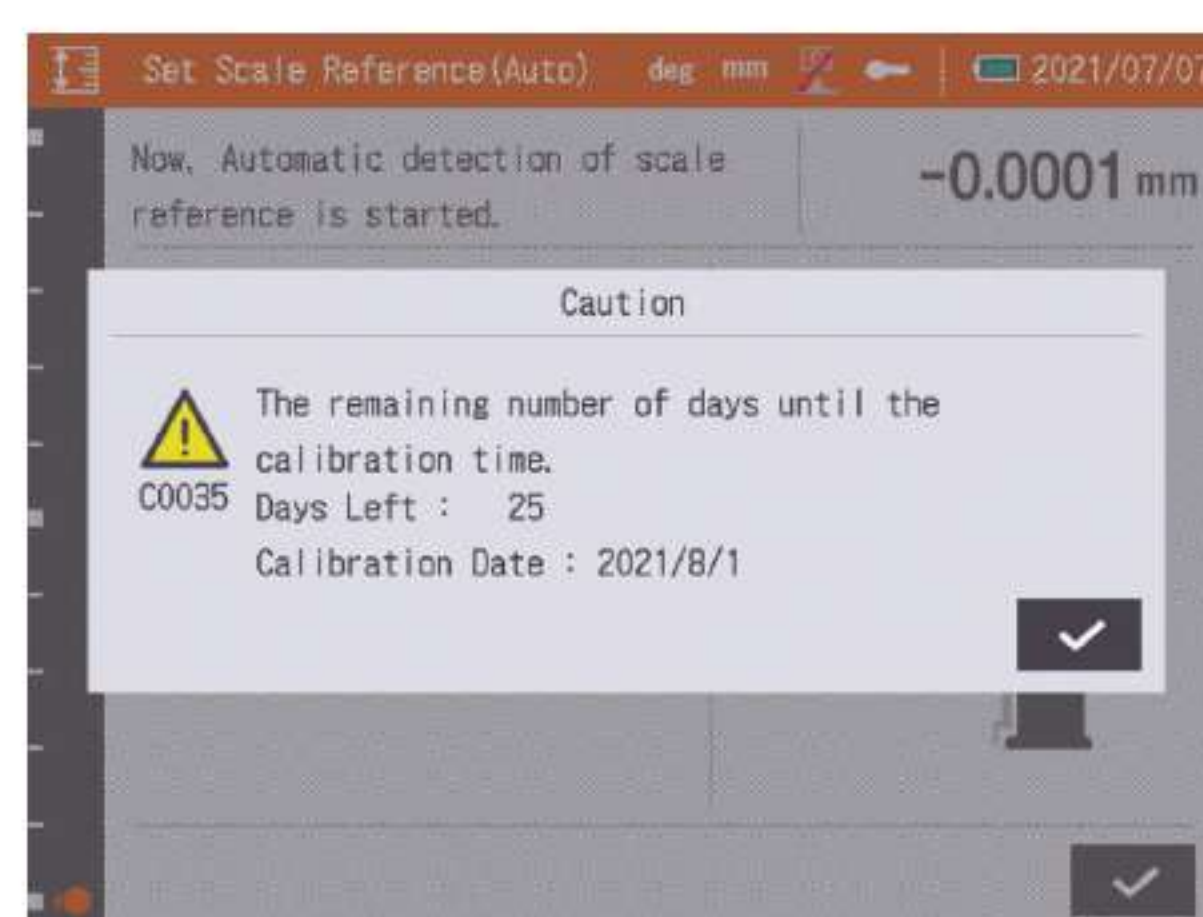 Set Scale Reference(Auto) deg mm 2021/07/07
Now, Automatic detection of scale
reference is started.
-0.0001 mm
Caution
The remaining number of days until the
calibration time.
C0035
Days Left : 25
Calibration Date : 2021/8/1